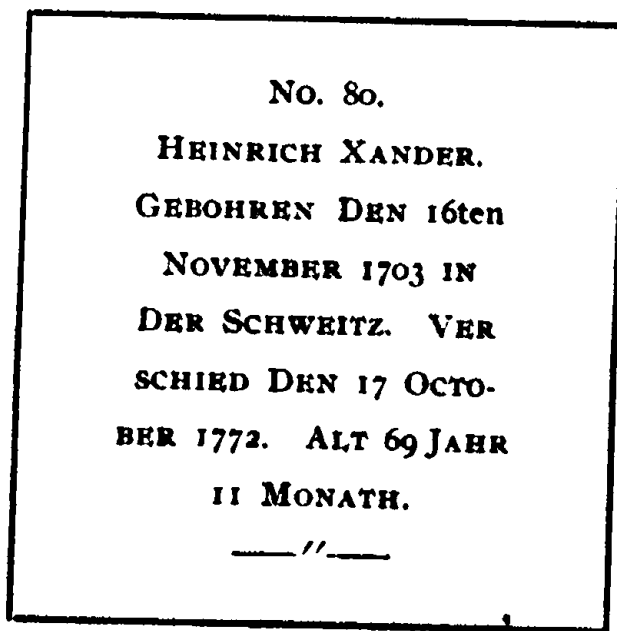 No. 80.
HEINRICH XANDER.
GEBOHREN DEN 16ten
NOVEMBER 1703 IN
DER SCHWEITZ. VER
SCHIED DEN 17 OCTO-
BER 1772. ALT 69 JAHR
11 MONATH.
——"——